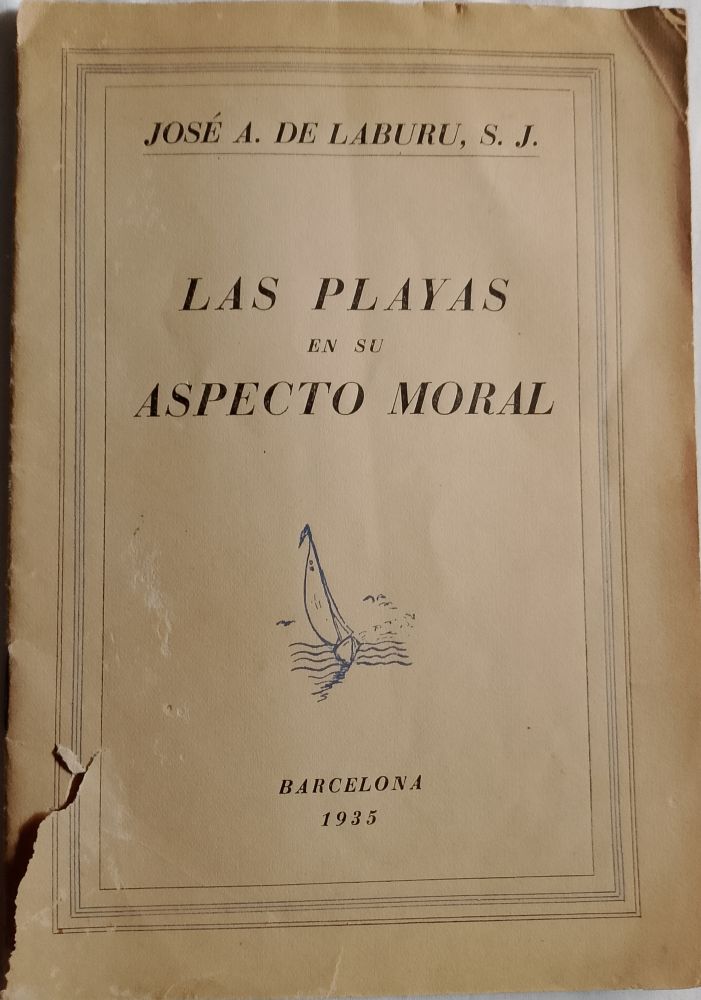 JOSÉ A. DE LABURU, S. J.
LAS PLAYAS
EN SU
ASPECTO MORAL
BARCELONA
1935